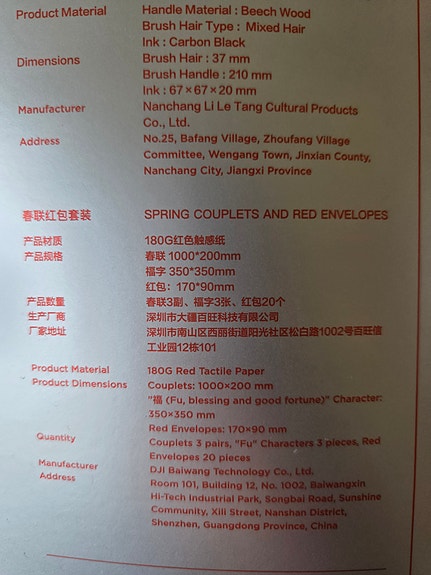 Product Material Handle Material : Beech Wood
Brush Hair Type : Mixed Hair
Ink : Carbon Black
Dimensions Brush Hair : 37 mm
Brush Handle : 210 mm
Ink : 67 × 67 × 20 mm
Manufacturer Nanchang Li Le Tang Cultural Products
Co., Ltd.
Address No.25, Bafang Village, Zhoufang Village
Committee, Wengang Town, Jinxian County,
Nanchang City, Jiangxi Province
春联红包套装 SPRING COUPLETS AND RED ENVELOPES
产品材质 180G红色触感纸
产品规格 春联 1000*200mm
福字 350*350mm
红包：170*90mm
产品数量 春联3副、福字3张、红包20个
生产厂商 深圳市大疆百旺科技有限公司
厂家地址 深圳市南山区西丽街道阳光社区松白路1002号百旺信
工业园12栋101
Product Material 180G Red Tactile Paper
Product Dimensions Couplets: 1000×200 mm
"福 (Fu, blessing and good fortune)" Character:
350×350 mm
Red Envelopes: 170×90 mm
Quantity Couplets 3 pairs, "Fu" Characters 3 pieces, Red
Envelopes 20 pieces
Manufacturer DJI Baiwang Technology Co., Ltd.
Address Room 101, Building 12, No. 1002, Baiwangxin
Hi-Tech Industrial Park, Songbai Road, Sunshine
Community, Xili Street, Nanshan District,
Shenzhen, Guangdong Province, China